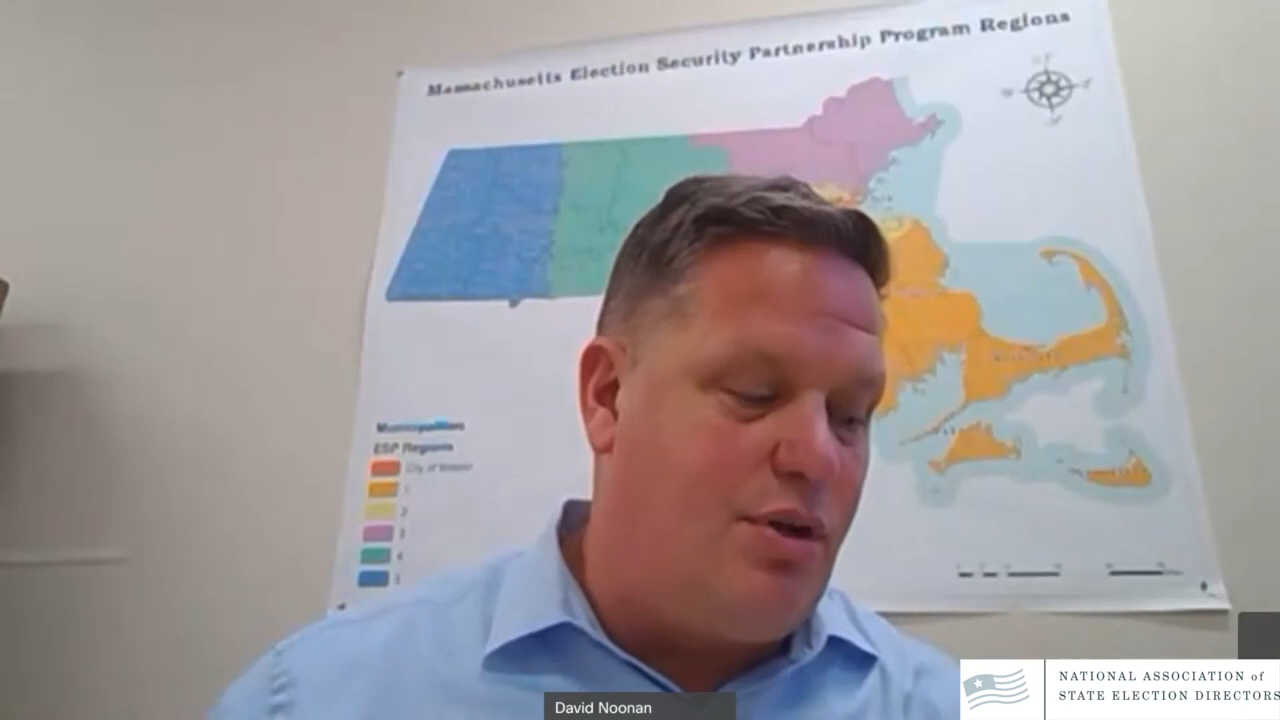 Massachusetts Election Security Partnership Program Regions
Municipalities
ESP Regions
City of Boston
1
2
3
4
5
David Noonan
NATIONAL ASSOCIATION of
STATE ELECTION DIRECTORS